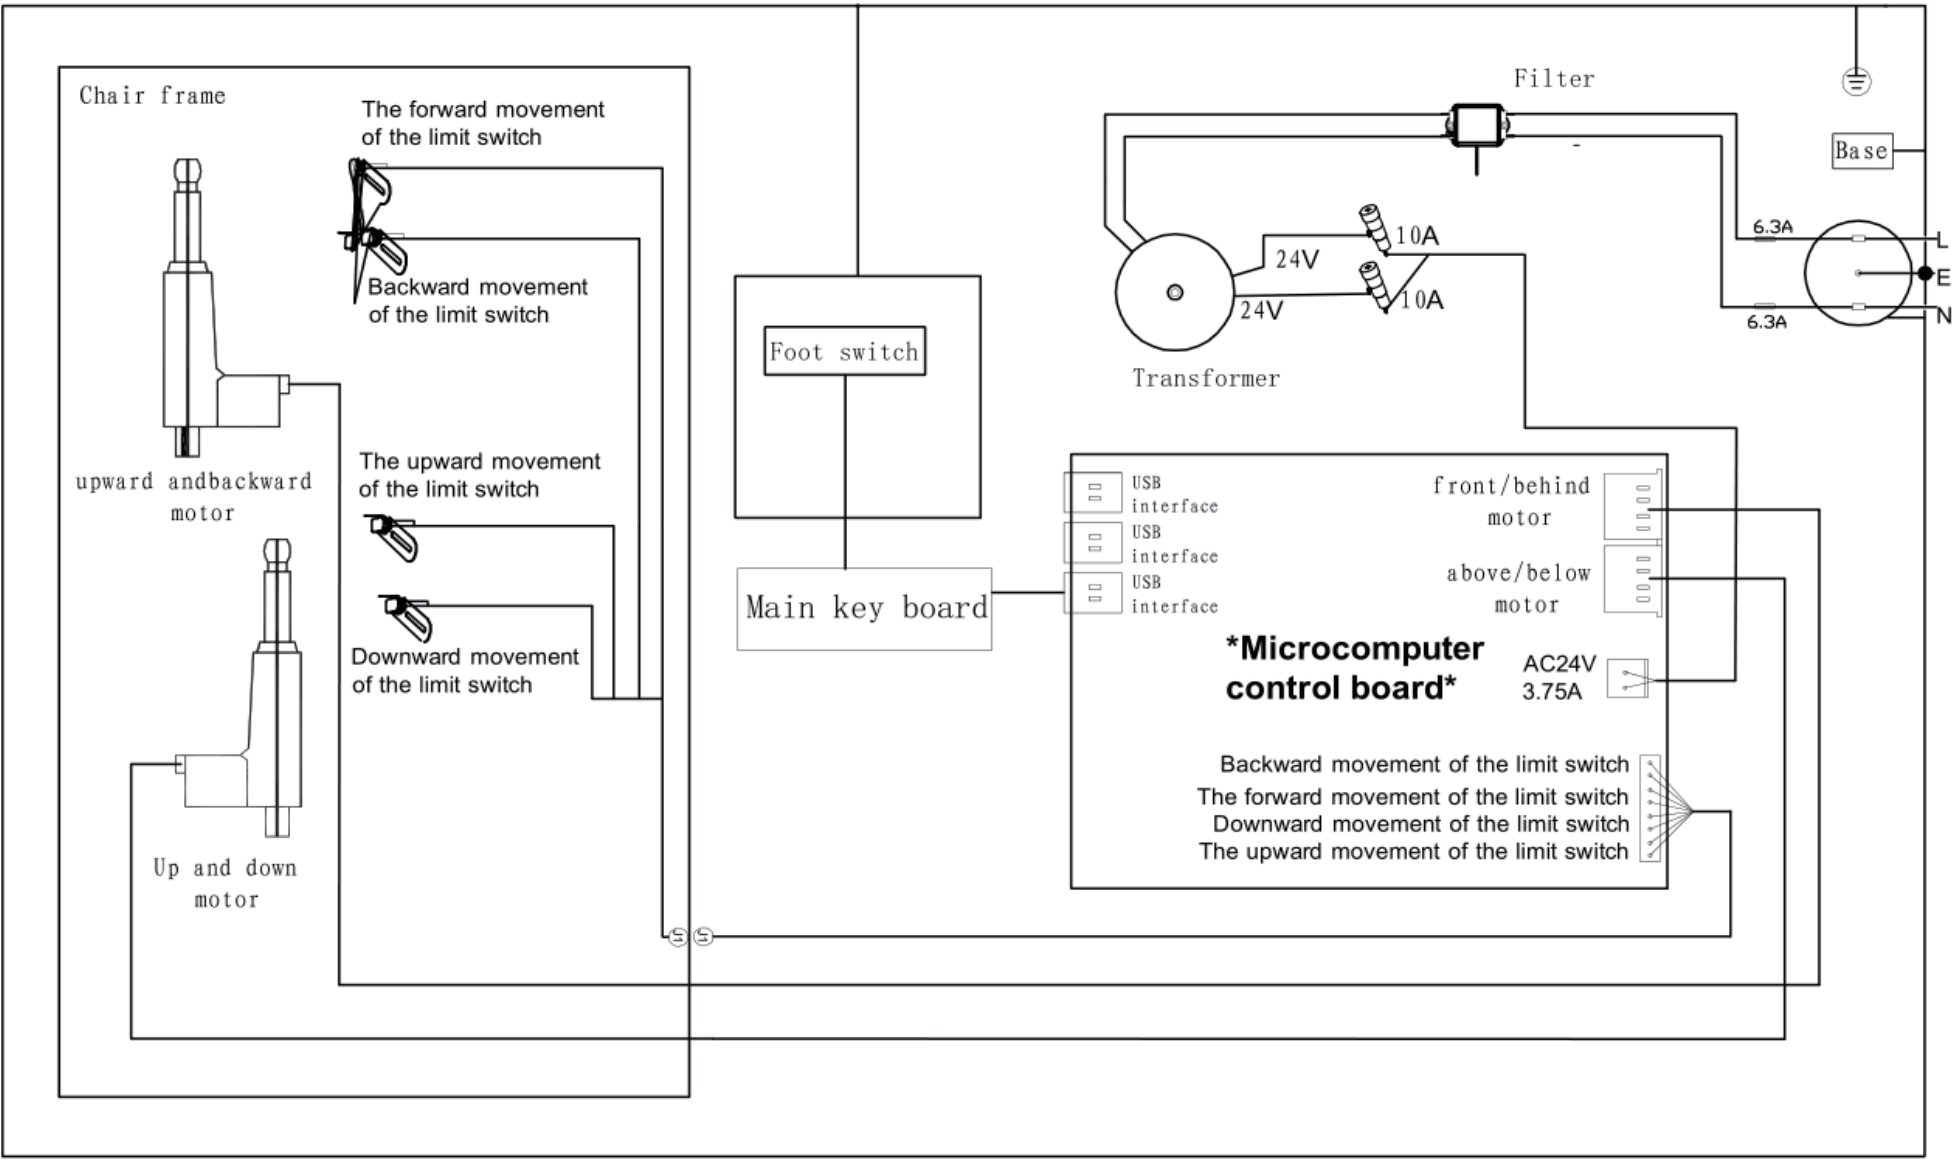 Chair frame
The forward movement
of the limit switch
Backward movement
of the limit switch
upward andbackward
motor
The upward movement
of the limit switch
Downward movement
of the limit switch
Up and down
motor
Foot switch
Main key board
Filter
Base
6.3A
L
E
N
6.3A
10A
24V
10A
24V
Transformer
USB
interface
USB
interface
USB
interface
front/behind
motor
above/below
motor
*Microcomputer
control board*
AC24V
3.75A
Backward movement of the limit switch
The forward movement of the limit switch
Downward movement of the limit switch
The upward movement of the limit switch